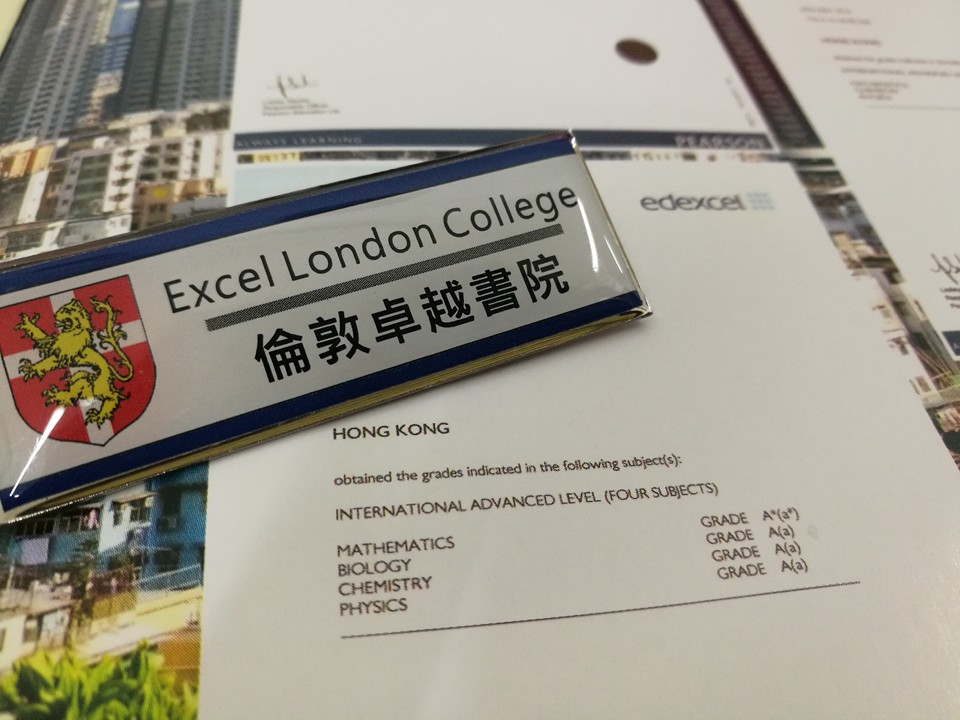 ALWAYS LEARNING
PEARSON
edexcel
Excel London College
倫敦卓越書院
HONG KONG
obtained the grades indicated in the following subject(s):
INTERNATIONAL ADVANCED LEVEL (FOUR SUBJECTS)
MATHEMATICS GRADE A*(a*)
BIOLOGY GRADE A(a)
CHEMISTRY GRADE A(a)
PHYSICS GRADE A(a)